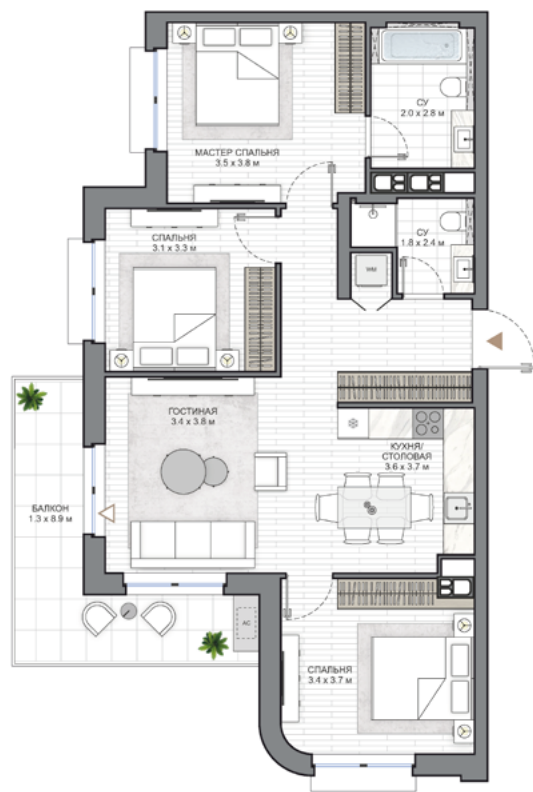 СУ
2.0 x 2.8 м
МАСТЕР СПАЛЬНЯ
3.5 x 3.8 м
СПАЛЬНЯ
3.1 x 3.3 м
СУ
1.8 x 2.4 м
WM
ГОСТИНАЯ
3.4 x 3.8 м
КУХНЯ/
СТОЛОВАЯ
3.6 x 3.7 м
БАЛКОН
1.3 x 8.9 м
AC
СПАЛЬНЯ
3.4 x 3.7 м